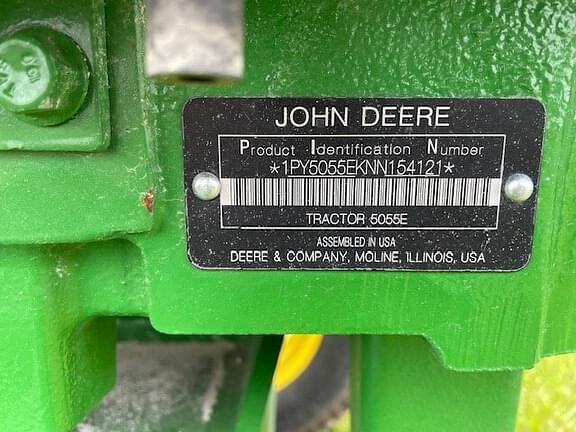 JOHN DEERE
Product Identification Number
*1PY5055EKNN154121*
TRACTOR 5055E
ASSEMBLED IN USA
DEERE & COMPANY, MOLINE, ILLINOIS, USA